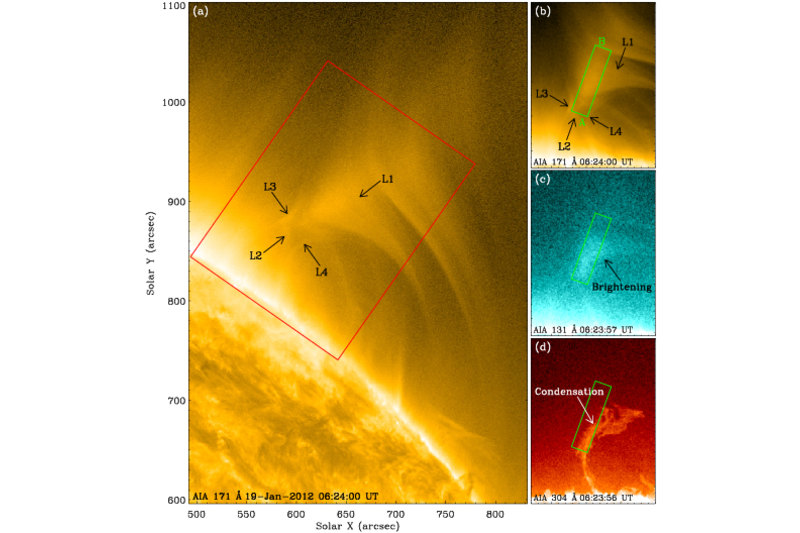 (a)
1100
1000
900
800
700
600
500
550
600
650
700
750
800
Solar Y (arcsec)
Solar X (arcsec)
L1
L3
L2
L4
AIA 171 Å 19-Jan-2012 06:24:00 UT
(b)
B
L1
L3
A
L4
L2
AIA 171 Å 06:24:00 UT
(c)
Brightening
AIA 131 Å 06:23:57 UT
(d)
Condensation
AIA 304 Å 06:23:56 UT